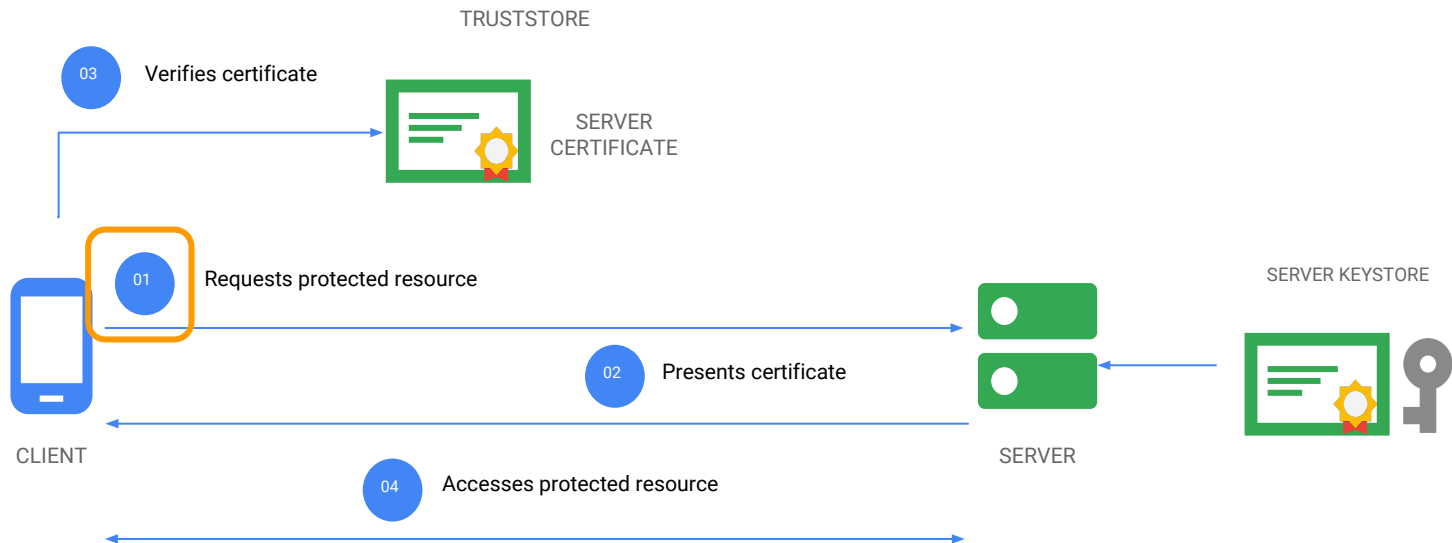 TRUSTSTORE
03
Verifies certificate
SERVER
CERTIFICATE
01
Requests protected resource
SERVER KEYSTORE
02
Presents certificate
CLIENT
SERVER
04
Accesses protected resource